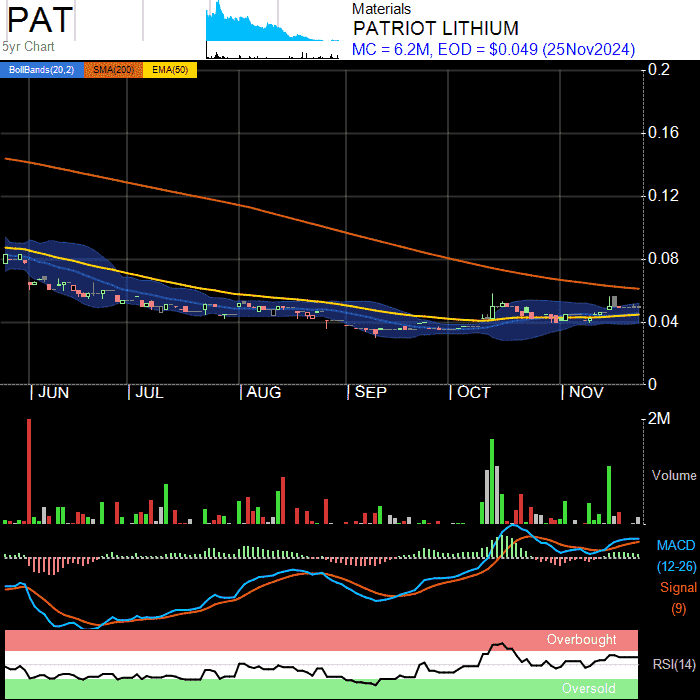 PAT
5yr Chart
Materials
PATRIOT LITHIUM
MC = 6.2M, EOD = $0.049 (25Nov2024)
BollBands(20,2) SMA(200) EMA(50)
0.2
0.16
0.12
0.08
0.04
0
JUN JUL AUG SEP OCT NOV
2M
Volume
MACD
(12-26)
Signal
(9)
Overbought
RSI(14)
Oversold